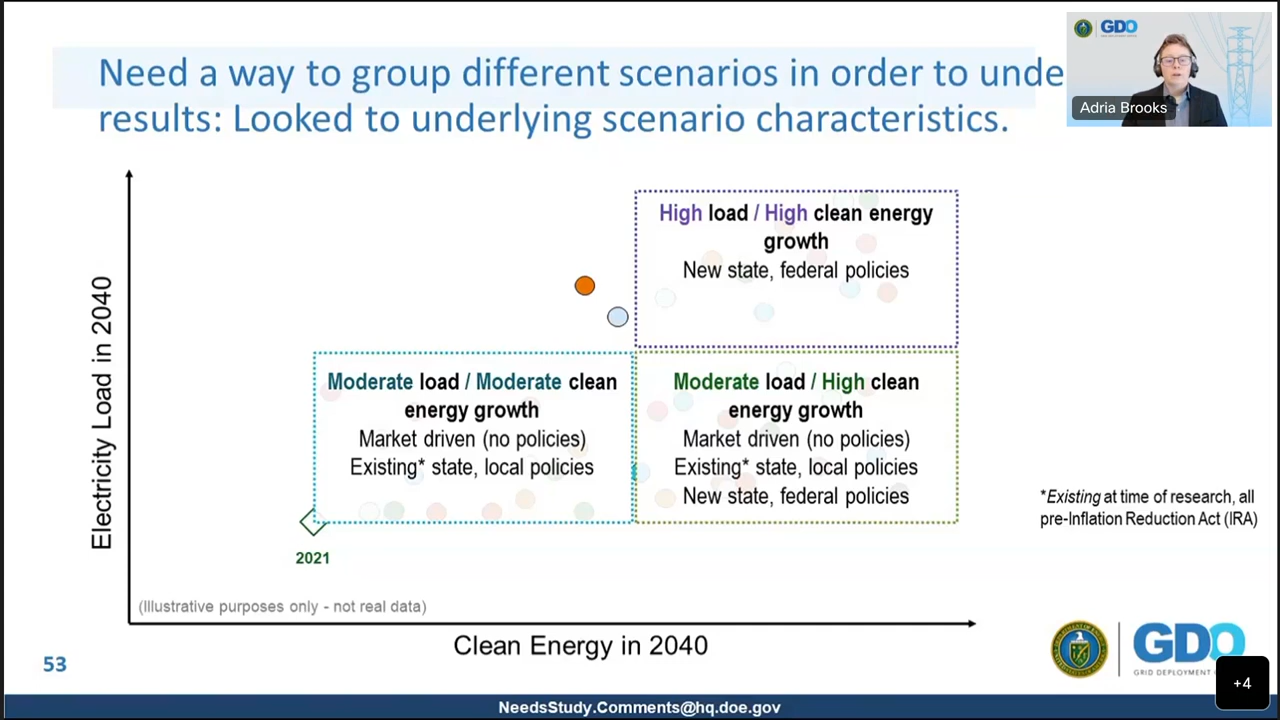 Need a way to group different scenarios in order to unde
results: Looked to underlying scenario characteristics.
GDO
Adria Brooks
Electricity Load in 2040
High load / High clean energy
growth
New state, federal policies
Moderate load / Moderate clean
energy growth
Market driven (no policies)
Existing* state, local policies
Moderate load / High clean
energy growth
Market driven (no policies)
Existing* state, local policies
New state, federal policies
*Existing at time of research, all
pre-Inflation Reduction Act (IRA)
2021
(Illustrative purposes only - not real data)
Clean Energy in 2040
53
GDO
GRID DEPLOYMENT
+4
NeedsStudy.Comments@hq.doe.gov